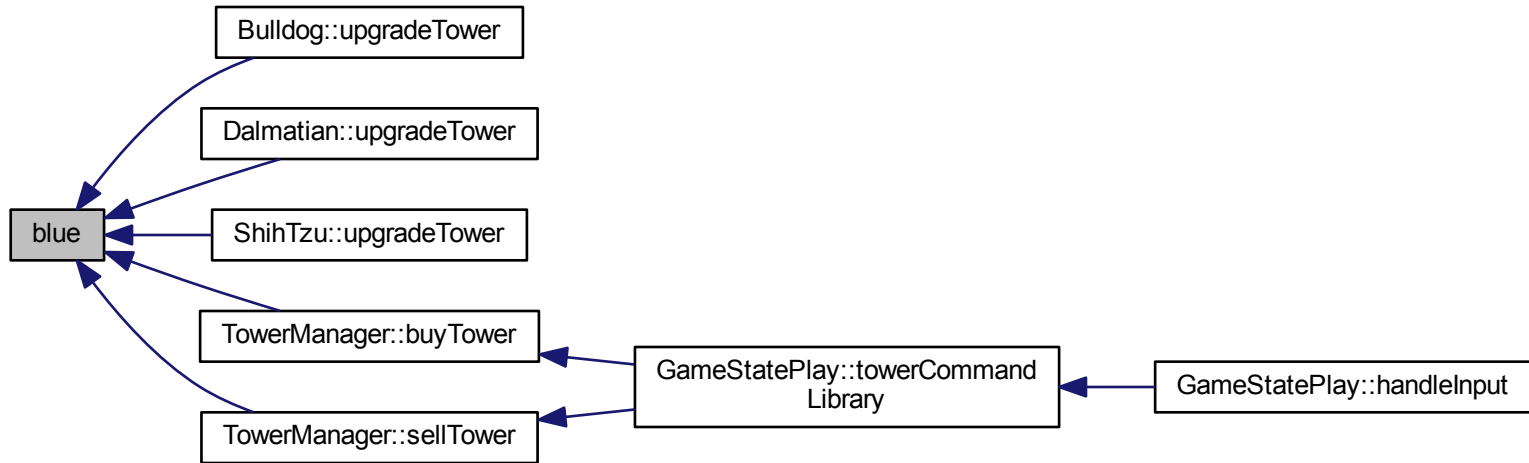 Bulldog::upgradeTower
Dalmatian::upgradeTower
blue
ShihTzu::upgradeTower
TowerManager::buyTower
GameStatePlay::towerCommand
Library
GameStatePlay::handleInput
TowerManager::sellTower